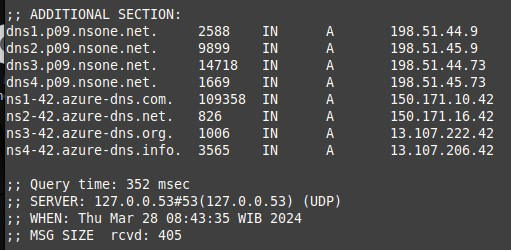 ;; ADDITIONAL SECTION:
dns1.p09.nsone.net. 2588 IN A 198.51.44.9
dns2.p09.nsone.net. 9899 IN A 198.51.45.9
dns3.p09.nsone.net. 14718 IN A 198.51.44.73
dns4.p09.nsone.net. 1669 IN A 198.51.45.73
ns1-42.azure-dns.com. 109358 IN A 150.171.10.42
ns2-42.azure-dns.net. 826 IN A 150.171.16.42
ns3-42.azure-dns.org. 1006 IN A 13.107.222.42
ns4-42.azure-dns.info. 3565 IN A 13.107.206.42
;; Query time: 352 msec
;; SERVER: 127.0.0.53#53(127.0.0.53) (UDP)
;; WHEN: Thu Mar 28 08:43:35 WIB 2024
;; MSG SIZE rcvd: 405